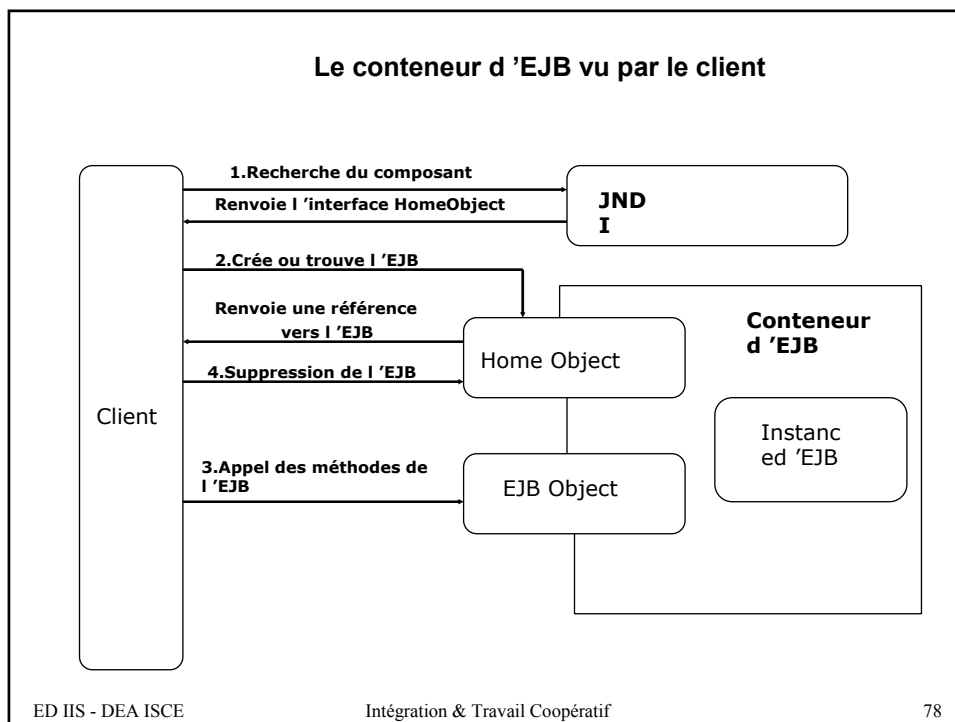 Le conteneur d ’EJB vu par le client
1.Recherche du composant
Renvoie l ’interface HomeObject
JND
I
2.Crée ou trouve l ’EJB
Renvoie une référence
vers l ’EJB
4.Suppression de l ’EJB
Home Object
Conteneur
d ’EJB
Client
Instanc
ed ’EJB
3.Appel des méthodes de
l ’EJB
EJB Object
ED IIS - DEA ISCE
Intégration & Travail Coopératif
78